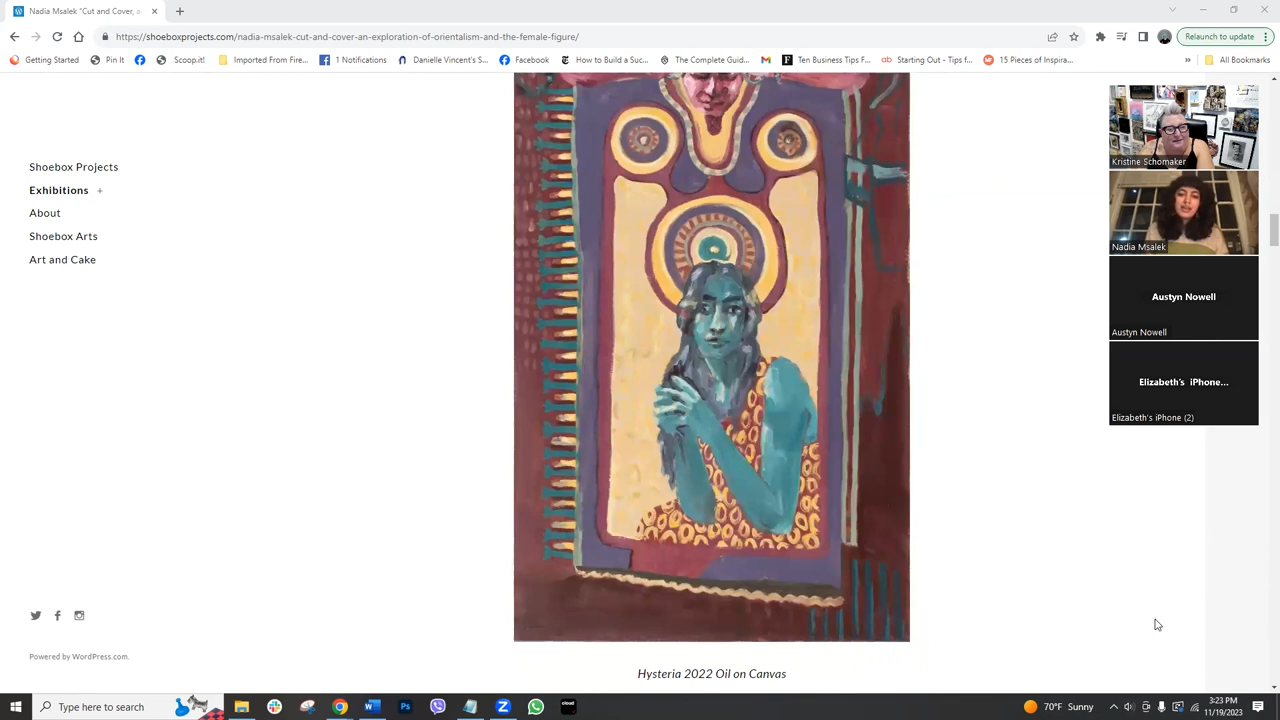 Nadia Msalek "Cut and Cover, a
https://shoeboxprojects.com/nadia-msalek-cut-and-cover-an-exploration-of-orientalism-and-the-female-figure/
Relaunch to update
Getting Started
Pin It
Scoop.it!
Imported From Fire...
1 Notifications
Danielle Vincent's S...
Facebook
How to Build a Suc...
The Complete Guid...
Ten Business Tips F...
Starting Out - Tips f...
15 Pieces of Inspira...
»
All Bookmarks
Shoebox Projects
Exhibitions +
About
Shoebox Arts
Art and Cake
Kristine Schomaker
Nadia Msalek
Austyn Nowell
Austyn Nowell
Elizabeth's iPhone...
Elizabeth's iPhone (2)
Powered by WordPress.com.
Hysteria 2022 Oil on Canvas
Type here to search
cloud
70°F Sunny
3:23 PM
11/19/2023